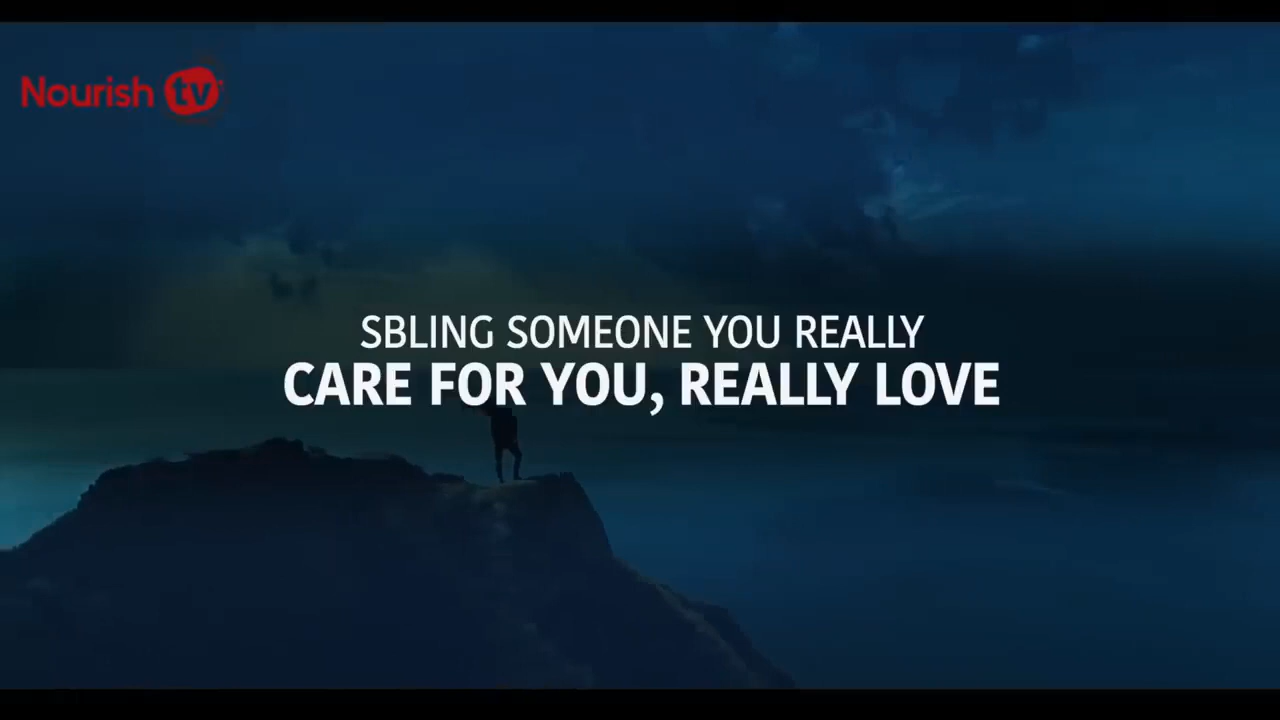 Nourish tv
SBLING SOMEONE YOU REALLY
CARE FOR YOU, REALLY LOVE